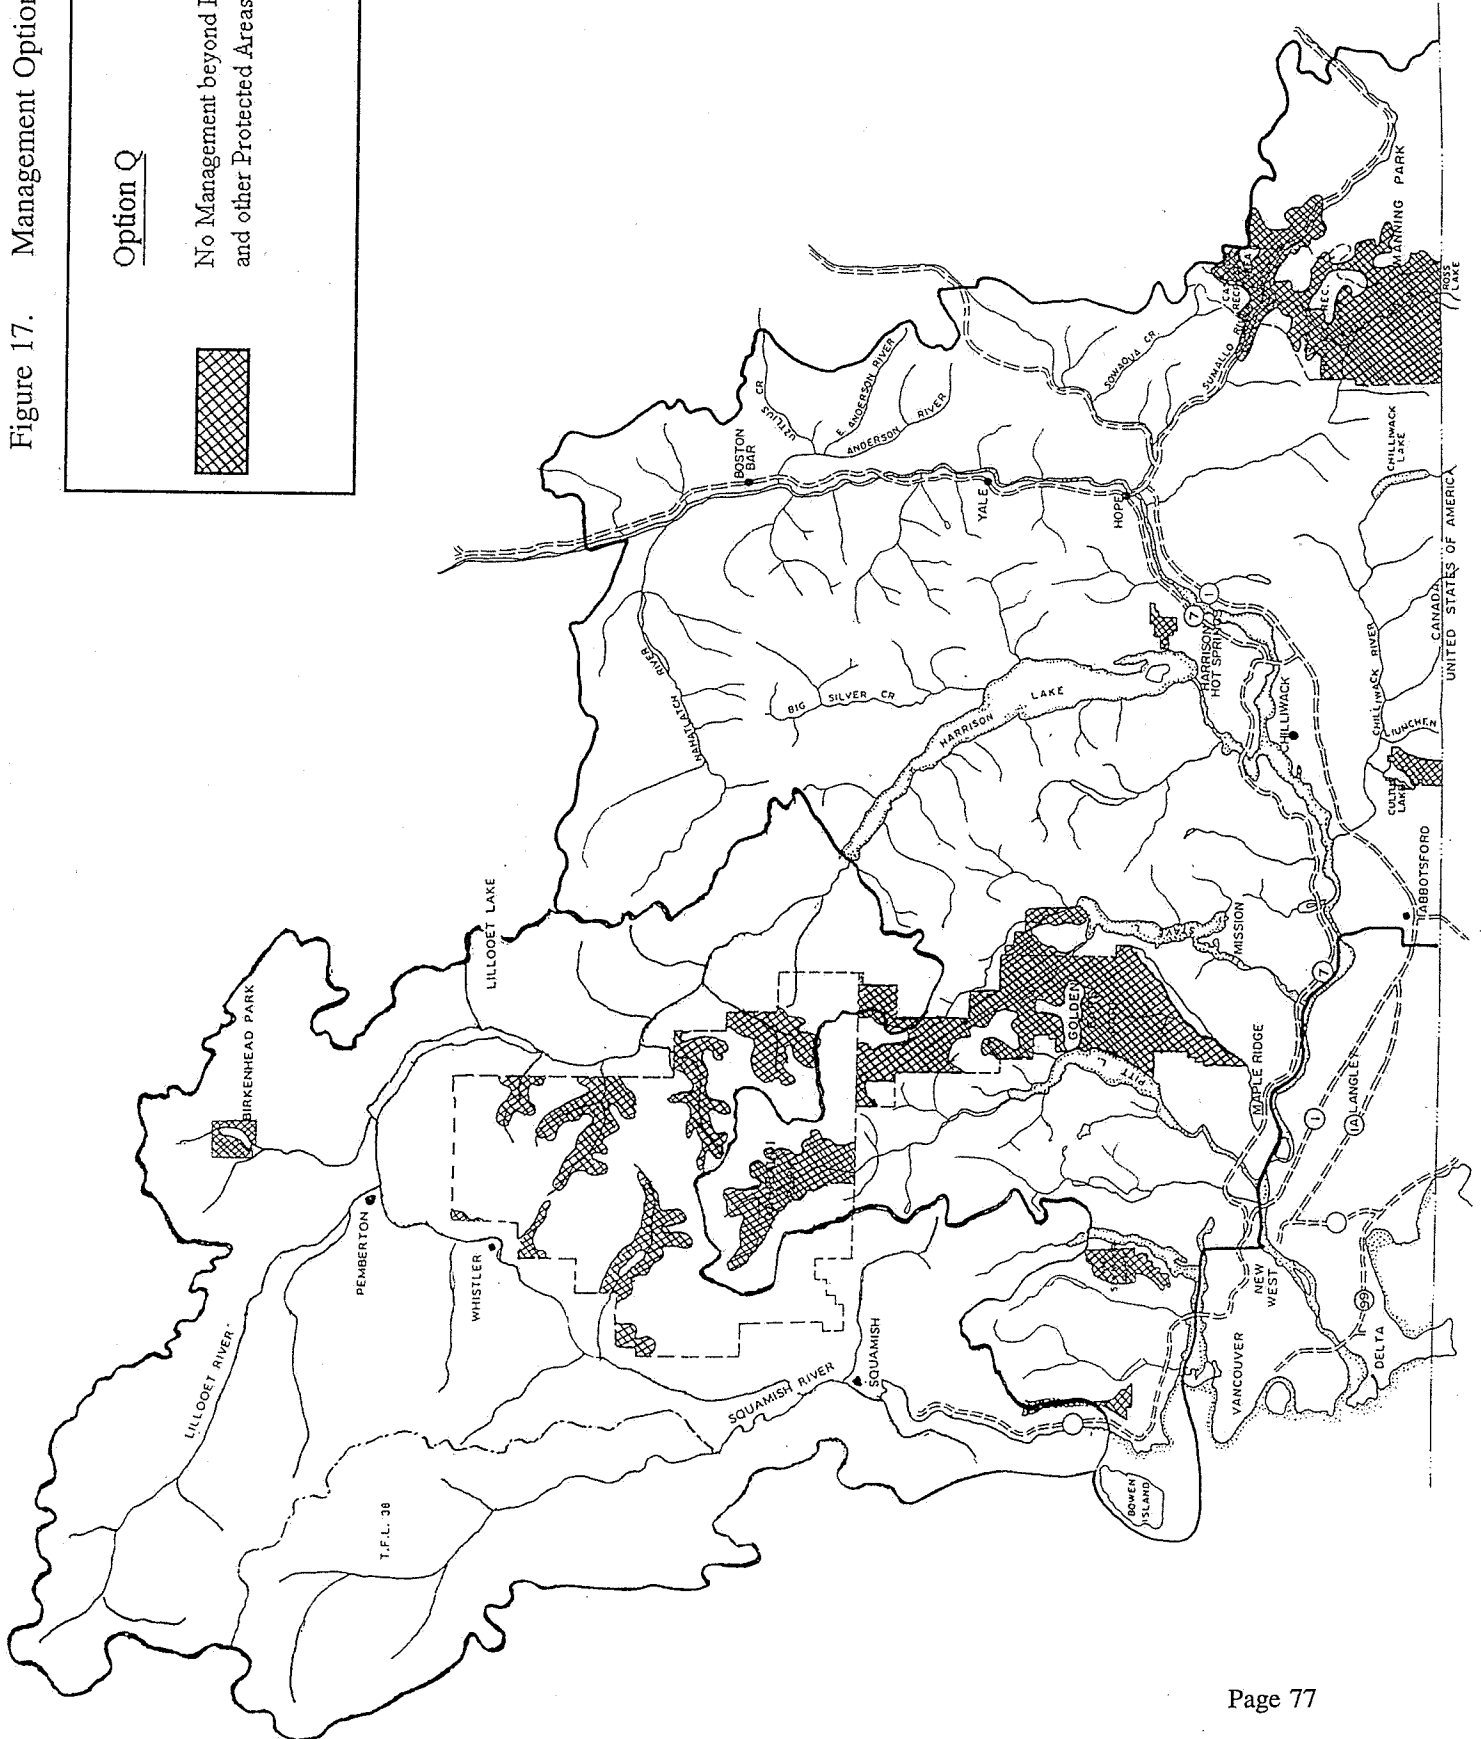 Figure 17. Management Option
Option Q
No Management beyond
and other Protected Areas
BIRKENHEAD PARK
LILLOOET LAKE
LILLOOET RIVER
PEMBERTON
WHISTLER
T.F.L. 38
SQUAMISH RIVER
SQUAMISH
BOWEN
ISLAND
VANCOUVER
NEW
WEST
DELTA
99
1
1A
LANGLEY
MAPLE RIDGE
PITT L.
GOLDEN
MISSION
7
ABBOTSFORD
NAHATLATCH
RIVER
BIG
SILVER CR.
HARRISON
LAKE
HARRISON
HOT SPRINGS
CHILLIWACK
7
1
CULTUS
LAKE
CHILLIWACK RIVER
CHILLIWACK
LAKE
CANADA
UNITED STATES OF AMERICA
BOSTON
BAR
UZTLIUS
CR
E. ANDERSON RIVER
ANDERSON
RIVER
YALE
HOPE
SOWAQUA CR.
SUMALLO
REC.
MANNING PARK
ROSS
LAKE
Page 77